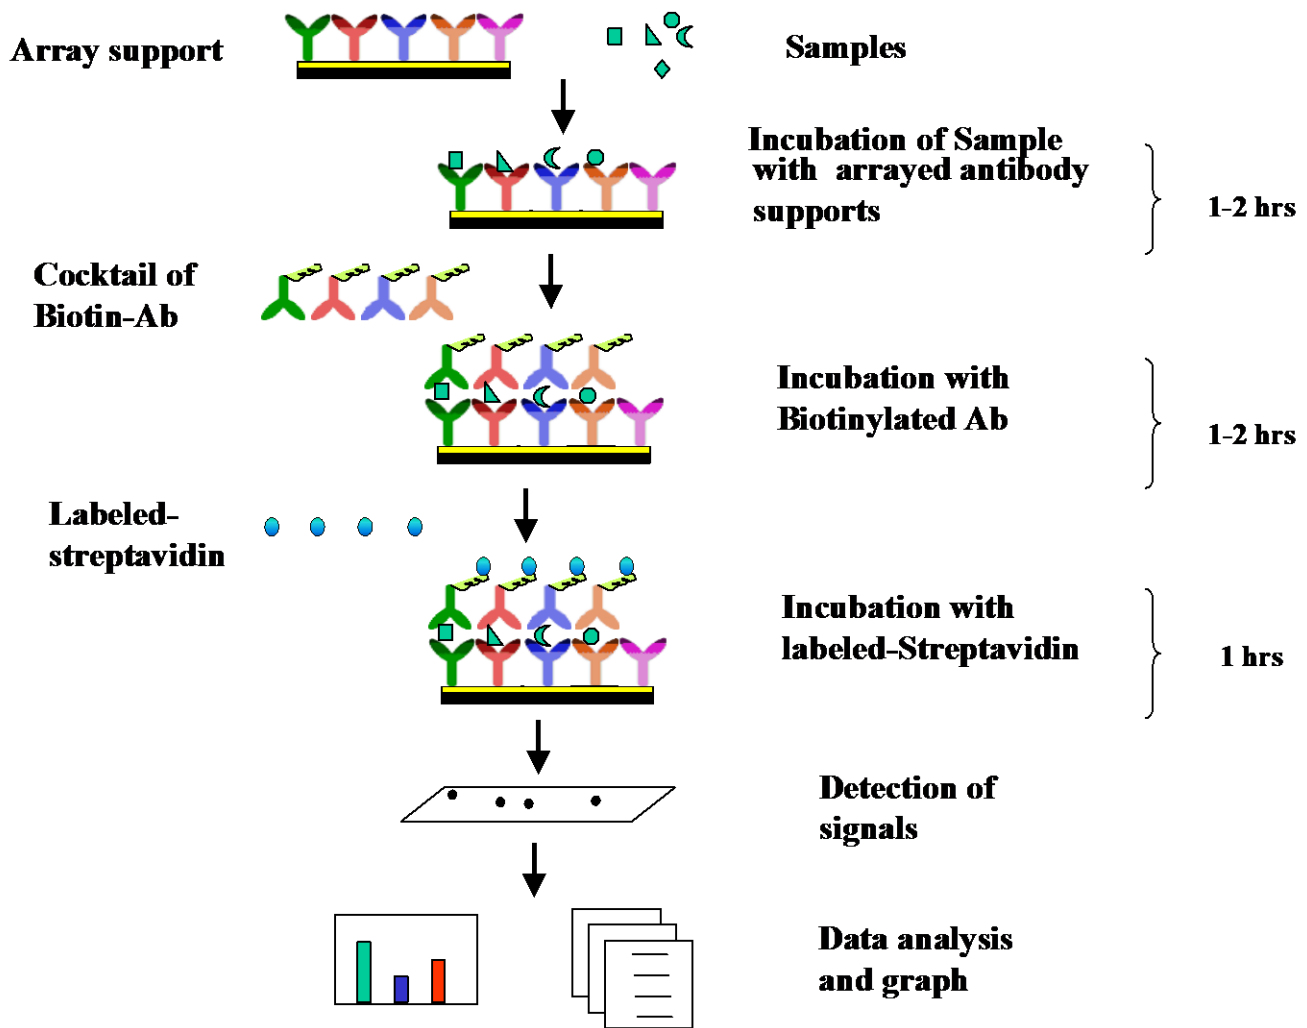 Array support
Samples
Incubation of Sample
with arrayed antibody
supports
1-2 hrs
Cocktail of
Biotin-Ab
Incubation with
Biotinylated Ab
1-2 hrs
Labeled-
streptavidin
Incubation with
labeled-Streptavidin
1 hrs
Detection of
signals
Data analysis
and graph